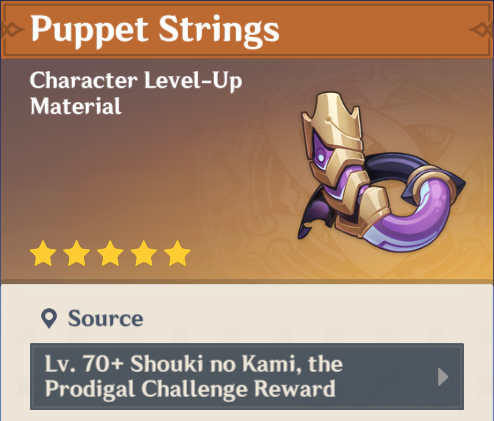 Puppet Strings
Character Level-Up
Material
Source
Lv. 70+ Shouki no Kami, the
Prodigal Challenge Reward